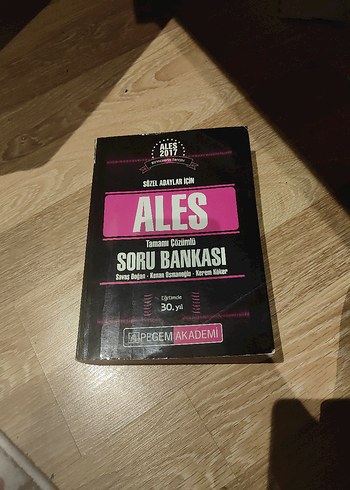 ALES
2017
SÖZEL ADAYLAR İÇİN
ALES
Tamamı Çözümlü
SORU BANKASI
Savaş Doğan - Kenan Osmanoğlu - Kerem Köker
Eğitimde
30. yıl
PEGEM AKADEMİ